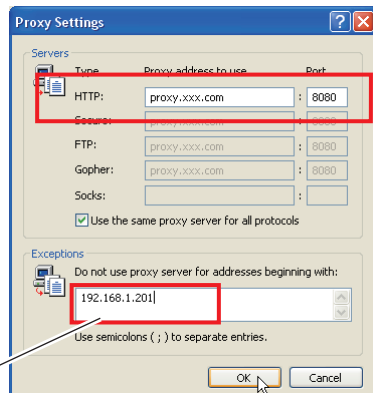 Proxy Settings
Servers
Type Proxy address to use Port
HTTP: proxy.xxx.com : 8080
Secure: proxy.xxx.com : 8080
FTP: proxy.xxx.com : 8080
Gopher: proxy.xxx.com : 8080
Socks: :
Use the same proxy server for all protocols
Exceptions
Do not use proxy server for addresses beginning with:
192.168.1.201
Use semicolons ( ; ) to separate entries.
OK Cancel